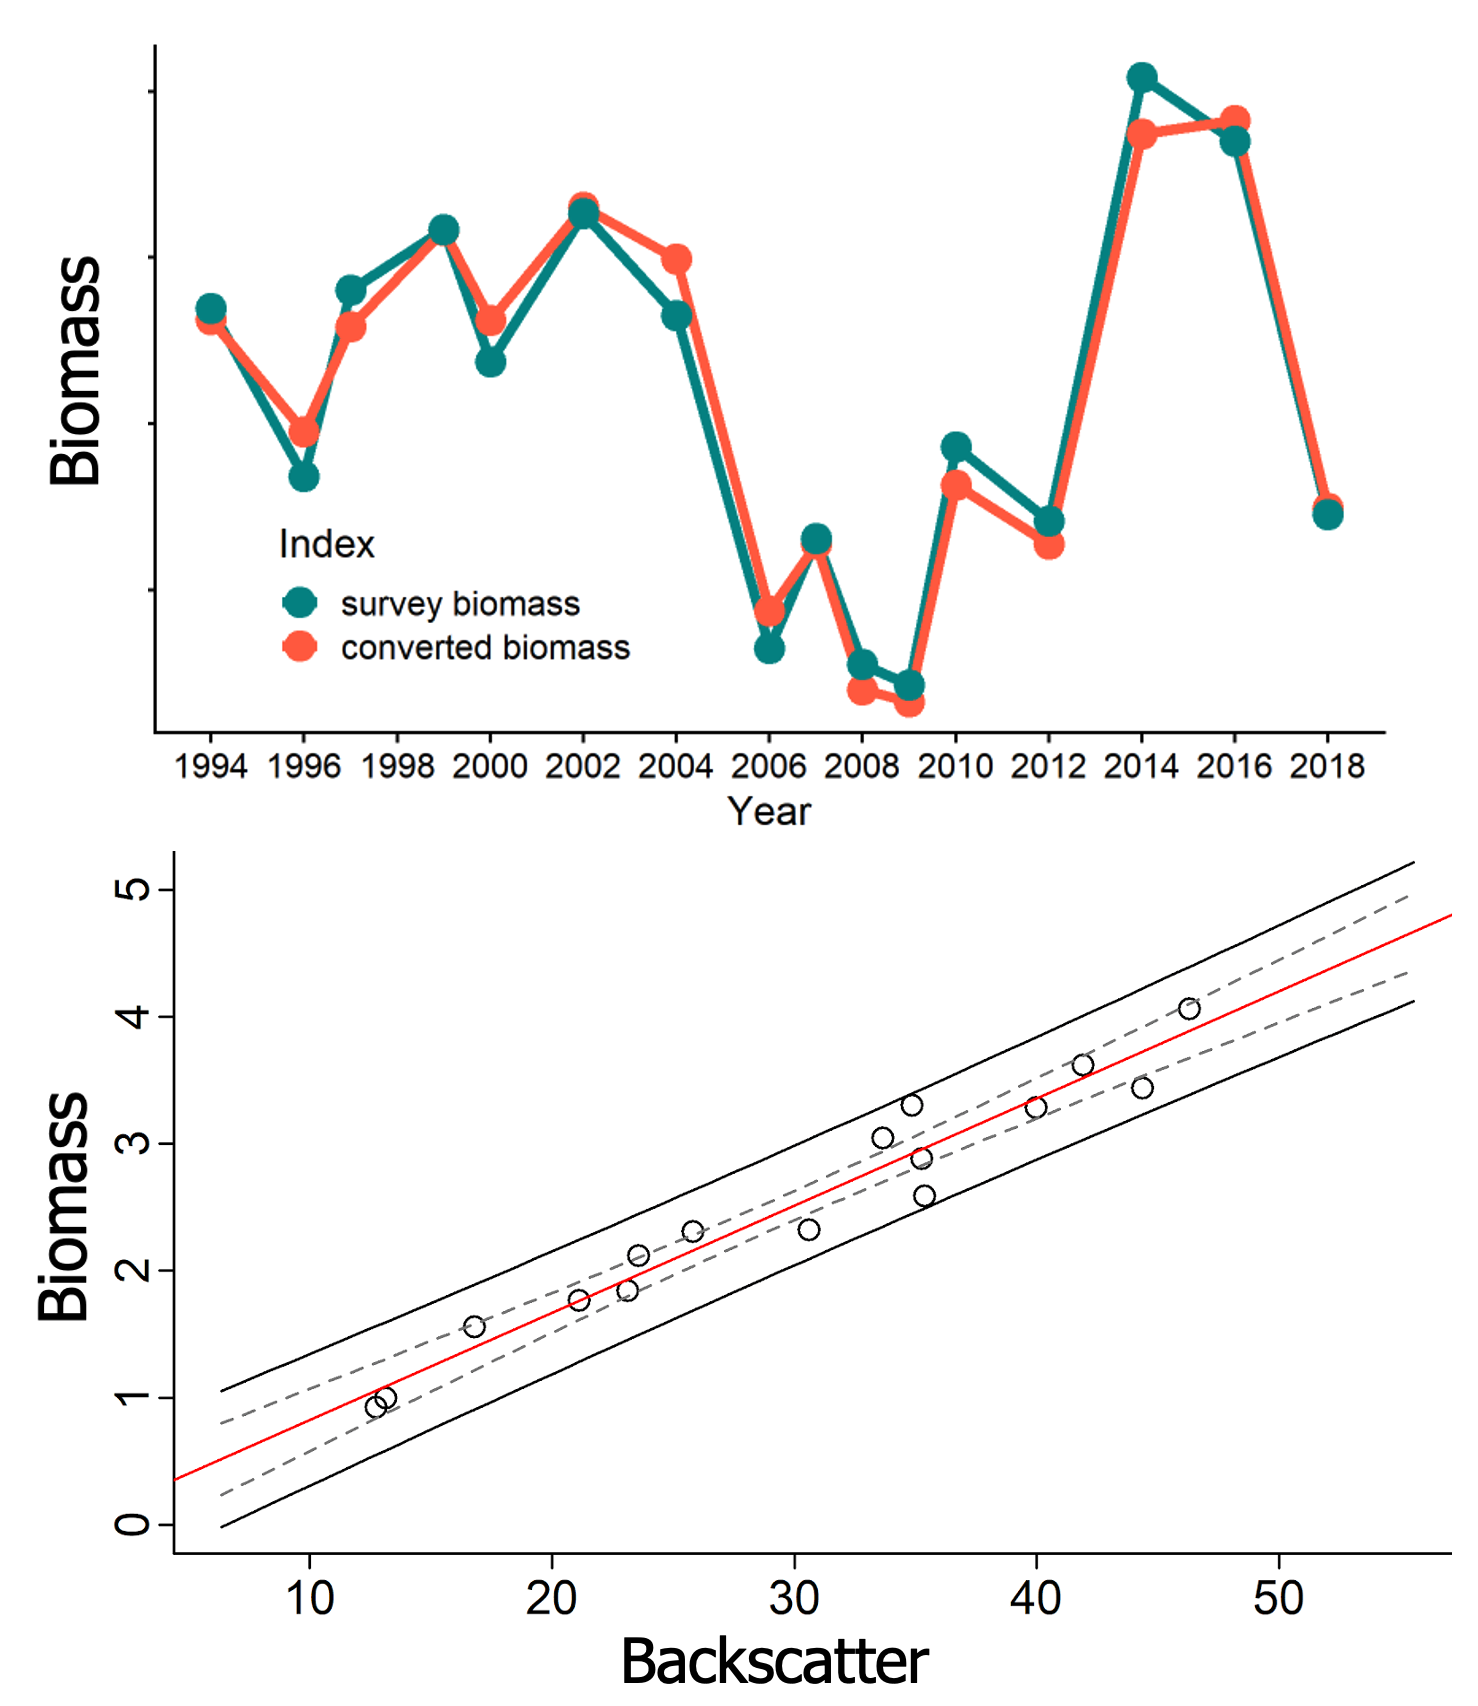 Biomass
Index
survey biomass
converted biomass
1994 1996 1998 2000 2002 2004 2006 2008 2010 2012 2014 2016 2018
Year
5
4
3
2
1
0
Biomass
10 20 30 40 50
Backscatter